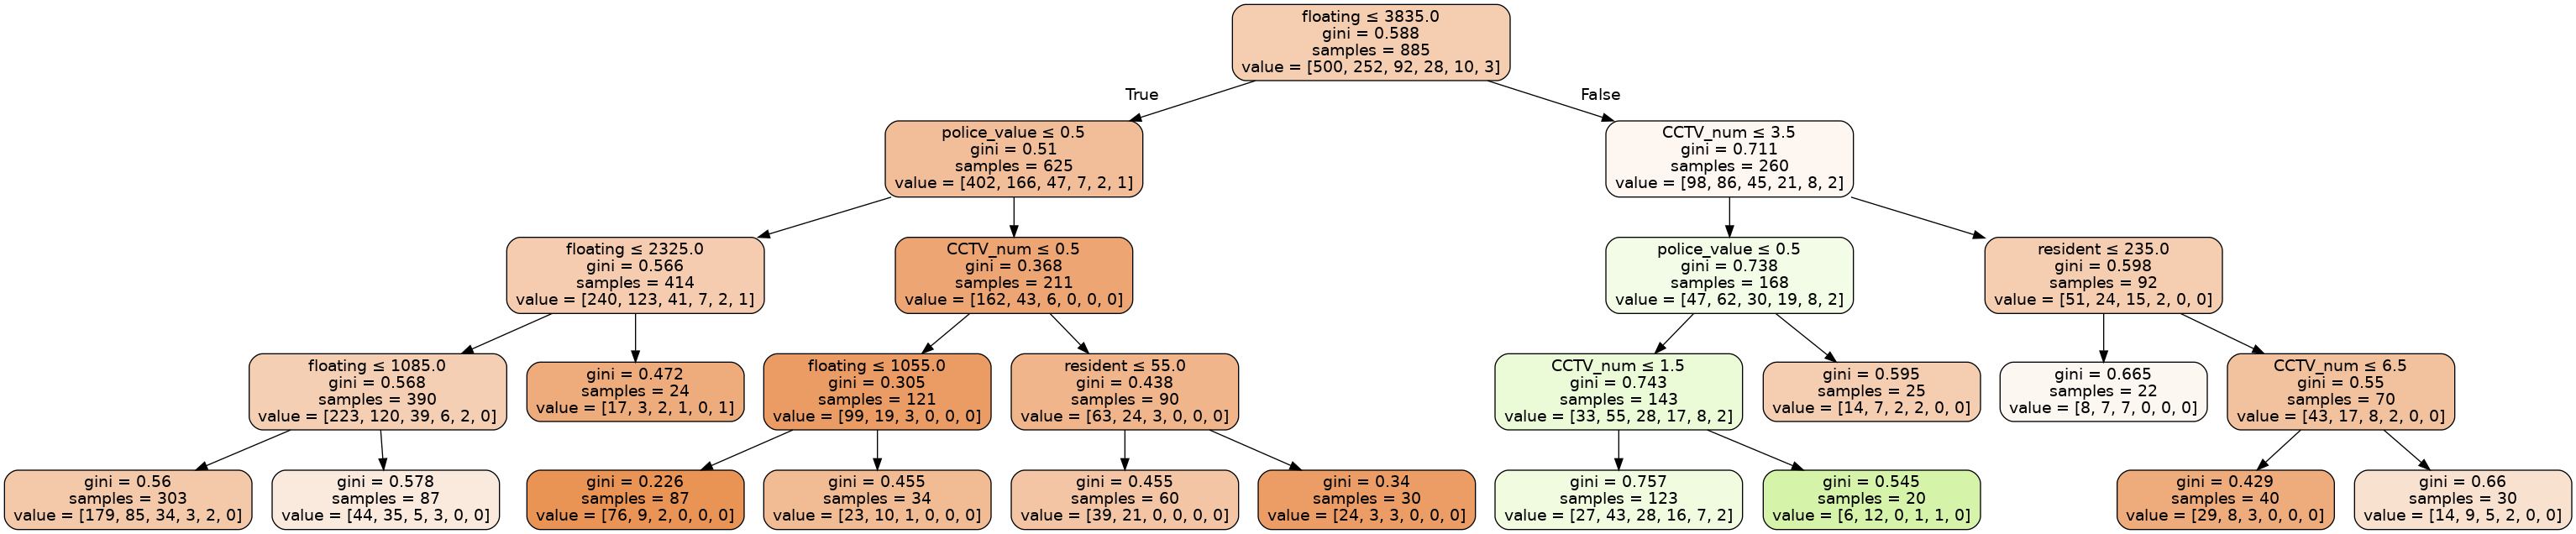 floating ≤ 3835.0
gini = 0.588
samples = 885
value = [500, 252, 92, 28, 10, 3]
True
False
police_value ≤ 0.5
gini = 0.51
samples = 625
value = [402, 166, 47, 7, 2, 1]
CCTV_num ≤ 3.5
gini = 0.711
samples = 260
value = [98, 86, 45, 21, 8, 2]
floating ≤ 2325.0
gini = 0.566
samples = 414
value = [240, 123, 41, 7, 2, 1]
CCTV_num ≤ 0.5
gini = 0.368
samples = 211
value = [162, 43, 6, 0, 0, 0]
police_value ≤ 0.5
gini = 0.738
samples = 168
value = [47, 62, 30, 19, 8, 2]
resident ≤ 235.0
gini = 0.598
samples = 92
value = [51, 24, 15, 2, 0, 0]
floating ≤ 1085.0
gini = 0.568
samples = 390
value = [223, 120, 39, 6, 2, 0]
gini = 0.472
samples = 24
value = [17, 3, 2, 1, 0, 1]
floating ≤ 1055.0
gini = 0.305
samples = 121
value = [99, 19, 3, 0, 0, 0]
resident ≤ 55.0
gini = 0.438
samples = 90
value = [63, 24, 3, 0, 0, 0]
CCTV_num ≤ 1.5
gini = 0.743
samples = 143
value = [33, 55, 28, 17, 8, 2]
gini = 0.595
samples = 25
value = [14, 7, 2, 2, 0, 0]
gini = 0.665
samples = 22
value = [8, 7, 7, 0, 0, 0]
CCTV_num ≤ 6.5
gini = 0.55
samples = 70
value = [43, 17, 8, 2, 0, 0]
gini = 0.56
samples = 303
value = [179, 85, 34, 3, 2, 0]
gini = 0.578
samples = 87
value = [44, 35, 5, 3, 0, 0]
gini = 0.226
samples = 87
value = [76, 9, 2, 0, 0, 0]
gini = 0.455
samples = 34
value = [23, 10, 1, 0, 0, 0]
gini = 0.455
samples = 60
value = [39, 21, 0, 0, 0, 0]
gini = 0.34
samples = 30
value = [24, 3, 3, 0, 0, 0]
gini = 0.757
samples = 123
value = [27, 43, 28, 16, 7, 2]
gini = 0.545
samples = 20
value = [6, 12, 0, 1, 1, 0]
gini = 0.429
samples = 40
value = [29, 8, 3, 0, 0, 0]
gini = 0.66
samples = 30
value = [14, 9, 5, 2, 0, 0]